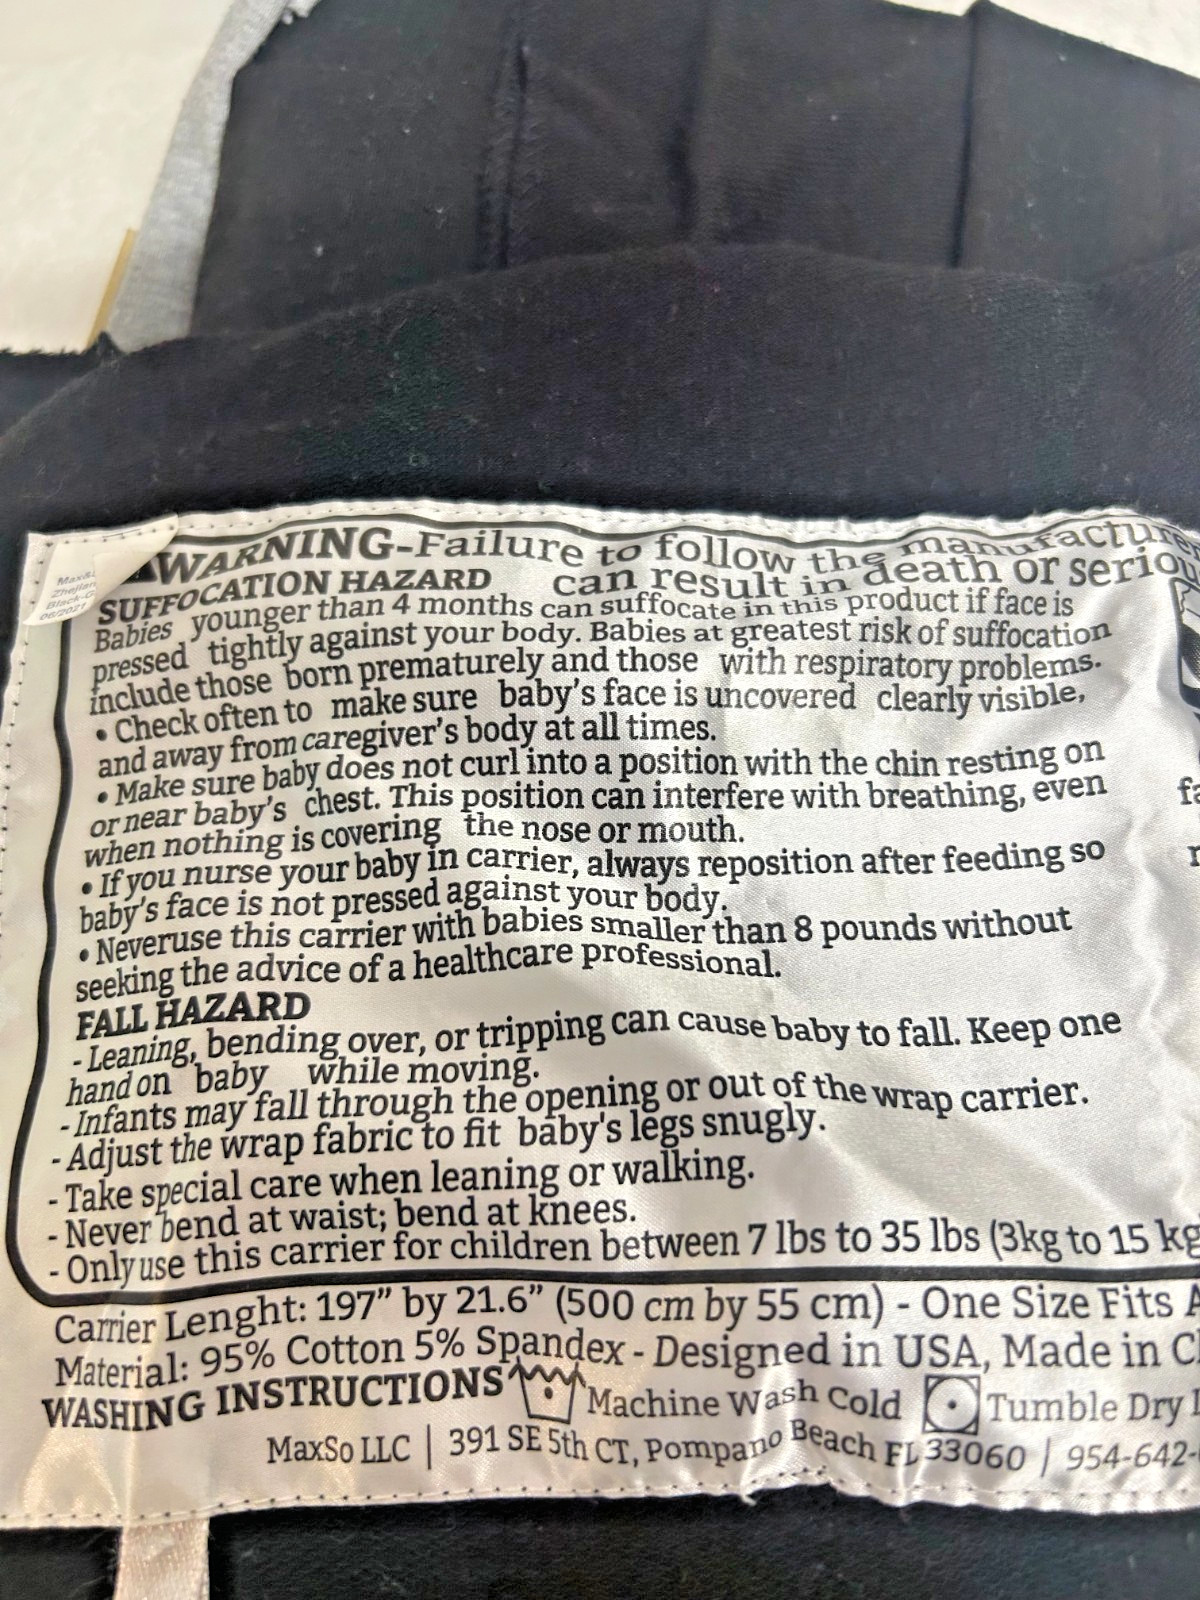 WARNING-Failure to follow the manufacture
SUFFOCATION HAZARD can result in death or seriou
Babies younger than 4 months can suffocate in this product if face is
pressed tightly against your body. Babies at greatest risk of suffocation
include those born prematurely and those with respiratory problems.
• Check often to make sure baby's face is uncovered clearly visible,
and away from caregiver's body at all times.
• Make sure baby does not curl into a position with the chin resting on
or near baby's chest. This position can interfere with breathing, even
when nothing is covering the nose or mouth.
• If you nurse your baby in carrier, always reposition after feeding so
baby's face is not pressed against your body.
• Neveruse this carrier with babies smaller than 8 pounds without
seeking the advice of a healthcare professional.
FALL HAZARD
- Leaning, bending over, or tripping can cause baby to fall. Keep one
hand on baby while moving.
- Infants may fall through the opening or out of the wrap carrier.
- Adjust the wrap fabric to fit baby's legs snugly.
- Take special care when leaning or walking.
- Never bend at waist; bend at knees.
- Only use this carrier for children between 7 lbs to 35 lbs (3kg to 15 kg
Carrier Lenght: 197” by 21.6” (500 cm by 55 cm) - One Size Fits A
Material: 95% Cotton 5% Spandex - Designed in USA, Made in C
WASHING INSTRUCTIONS Machine Wash Cold Tumble Dry
MaxSo LLC | 391 SE 5th CT, Pompano Beach FL 33060 | 954-642-
Max&
Zhejian
Black-G
06/2021
fa